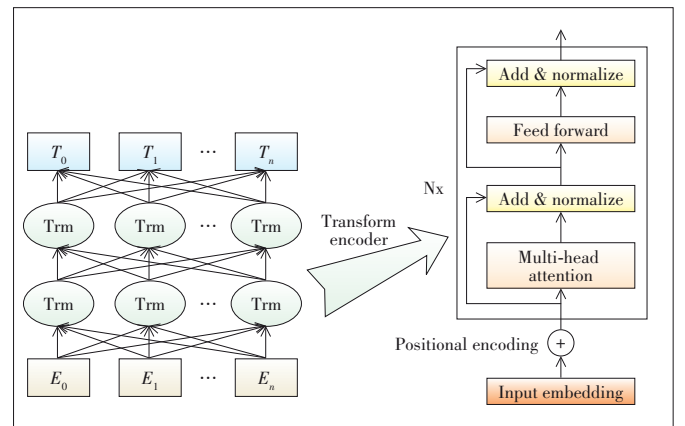 T0 T1 ... Tn
Trm Trm ... Trm
Trm Trm ... Trm
E0 E1 ... En
Transform
encoder
Nx
Add & normalize
Feed forward
Add & normalize
Multi-head
attention
Positional encoding +
Input embedding